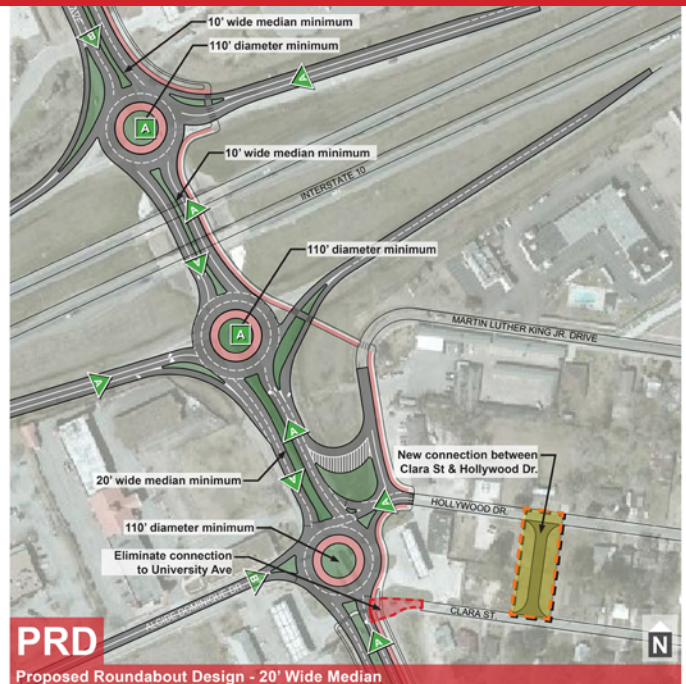 10' wide median minimum
110' diameter minimum
B
A
A
10' wide median minimum
INTERSTATE 10
A
A
110' diameter minimum
A
MARTIN LUTHER KING JR. DRIVE
A
A
20' wide median minimum
A
New connection between
Clara St & Hollywood Dr.
A
HOLLYWOOD DR.
110' diameter minimum
Eliminate connection
to University Ave
B
ALCIDE DOMINIQUE DR.
CLARA ST.
A
N
PRD
Proposed Roundabout Design - 20' Wide Median